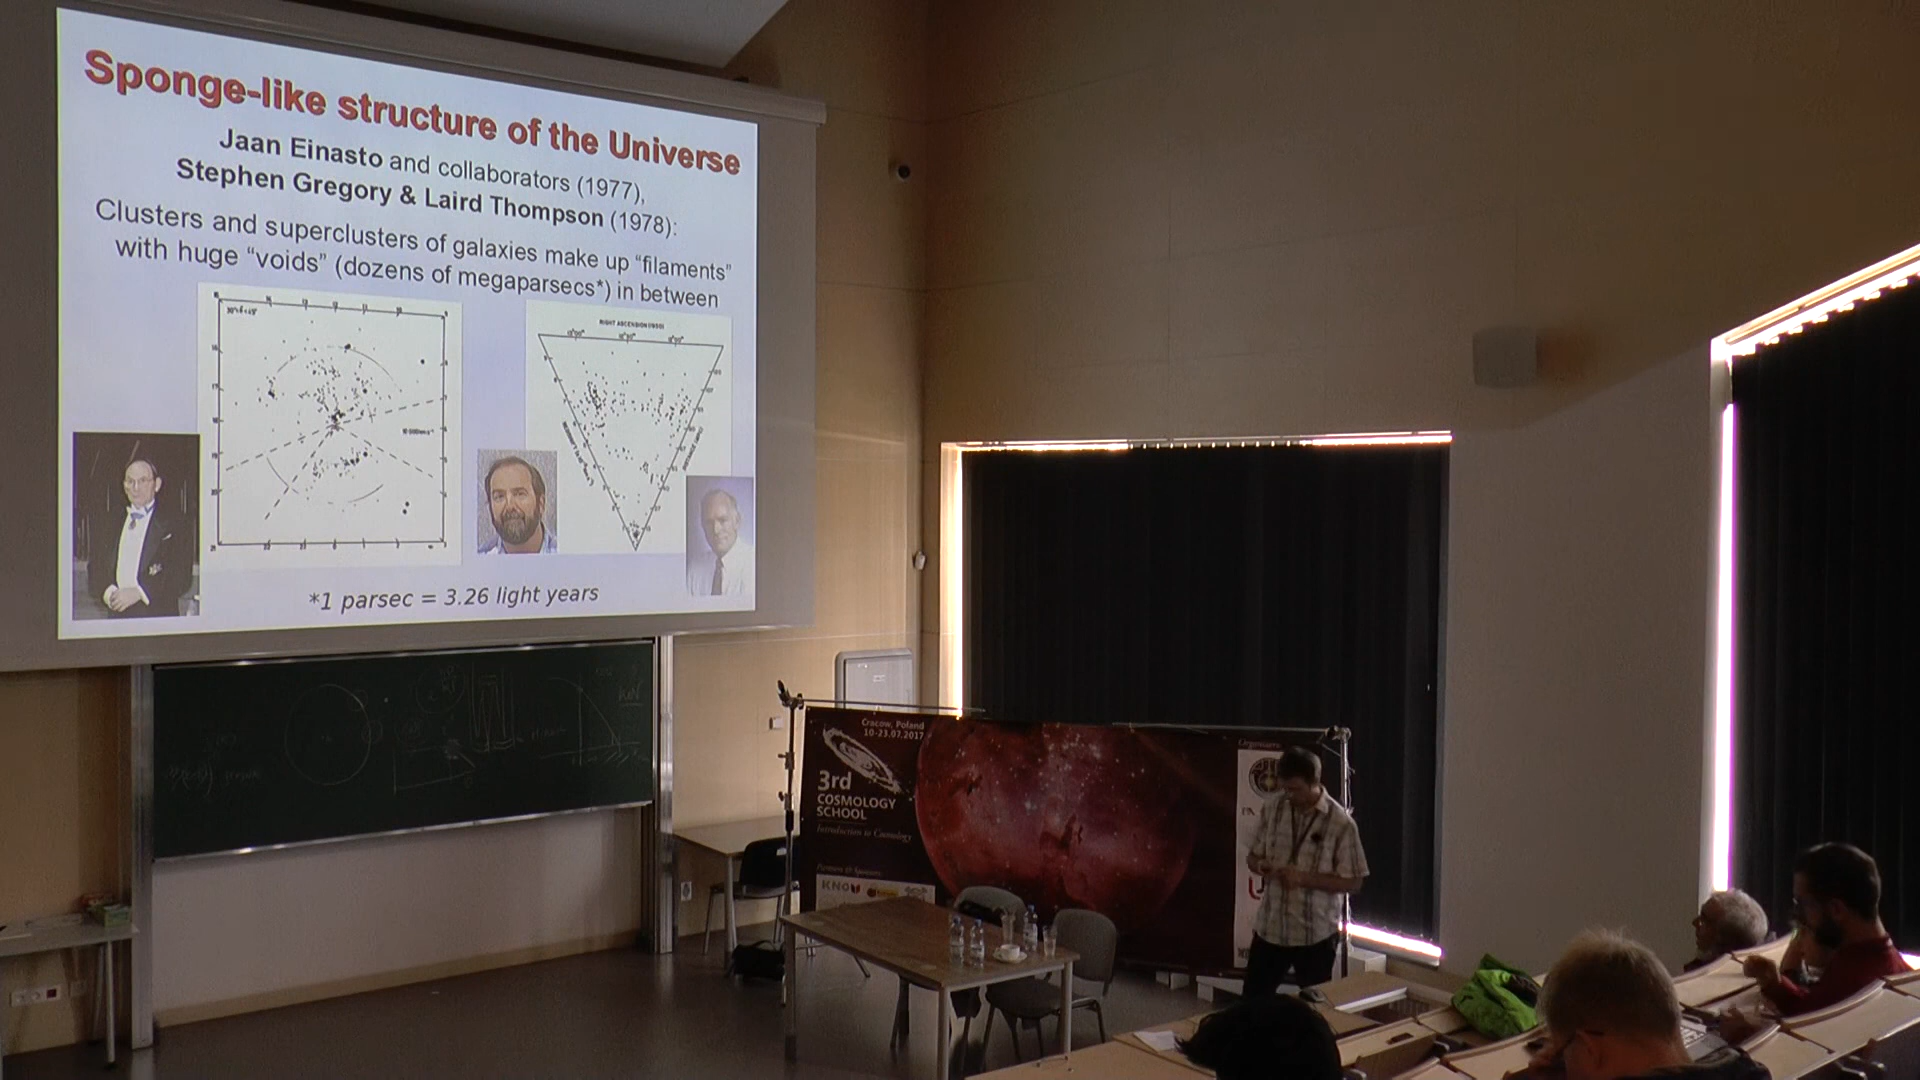 Sponge-like structure of the Universe
Jaan Einasto and collaborators (1977),
Stephen Gregory & Laird Thompson (1978):
Clusters and superclusters of galaxies make up “filaments”
with huge “voids” (dozens of megaparsecs*) in between
RIGHT ASCENSION (1950)
*1 parsec = 3.26 light years
Cracow, Poland
10-23.07.2017
3rd
COSMOLOGY
SCHOOL
Introduction to Cosmology
Partners & Sponsors
Organizers